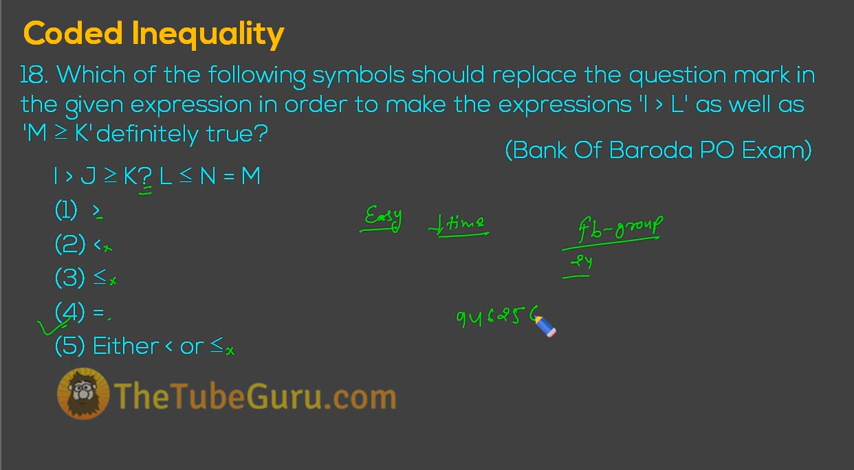 Coded Inequality
18. Which of the following symbols should replace the question mark in
the given expression in order to make the expressions 'I > L' as well as
'M ≥ K' definitely true?
(Bank Of Baroda PO Exam)
I > J ≥ K? L ≤ N = M
(1) ≥
(2) <
(3) ≤
(4) =
(5) Either < or ≤
Easy ↓ time
fb-group
946256
TheTubeGuru.com